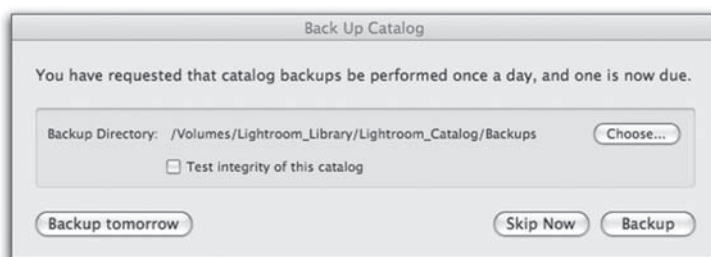 Back Up Catalog
You have requested that catalog backups be performed once a day, and one is now due.
Backup Directory: /Volumes/Lightroom_Library/Lightroom_Catalog/Backups Choose...
Test integrity of this catalog
Backup tomorrow Skip Now Backup